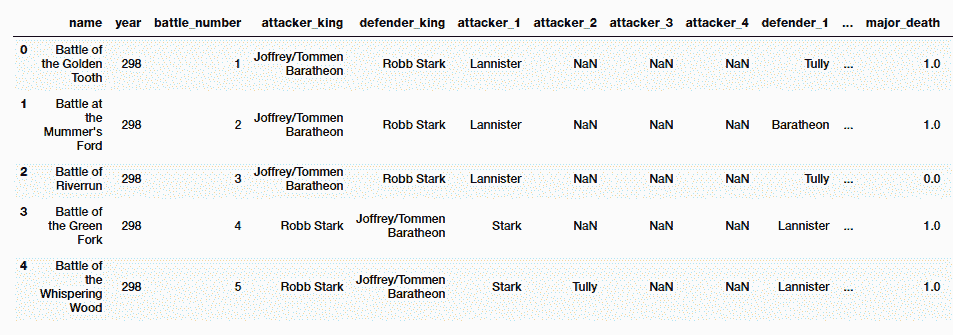 name year battle_number attacker_king defender_king attacker_1 attacker_2 attacker_3 attacker_4 defender_1 ... major_death
0 Battle of the Golden Tooth 298 1 Joffrey/Tommen Baratheon Robb Stark Lannister NaN NaN NaN Tully ... 1.0
1 Battle at the Mummer's Ford 298 2 Joffrey/Tommen Baratheon Robb Stark Lannister NaN NaN NaN Baratheon ... 1.0
2 Battle of Riverrun 298 3 Joffrey/Tommen Baratheon Robb Stark Lannister NaN NaN NaN Tully ... 0.0
3 Battle of the Green Fork 298 4 Robb Stark Joffrey/Tommen Baratheon Stark NaN NaN NaN Lannister ... 1.0
4 Battle of the Whispering Wood 298 5 Robb Stark Joffrey/Tommen Baratheon Stark Tully NaN NaN Lannister ... 1.0